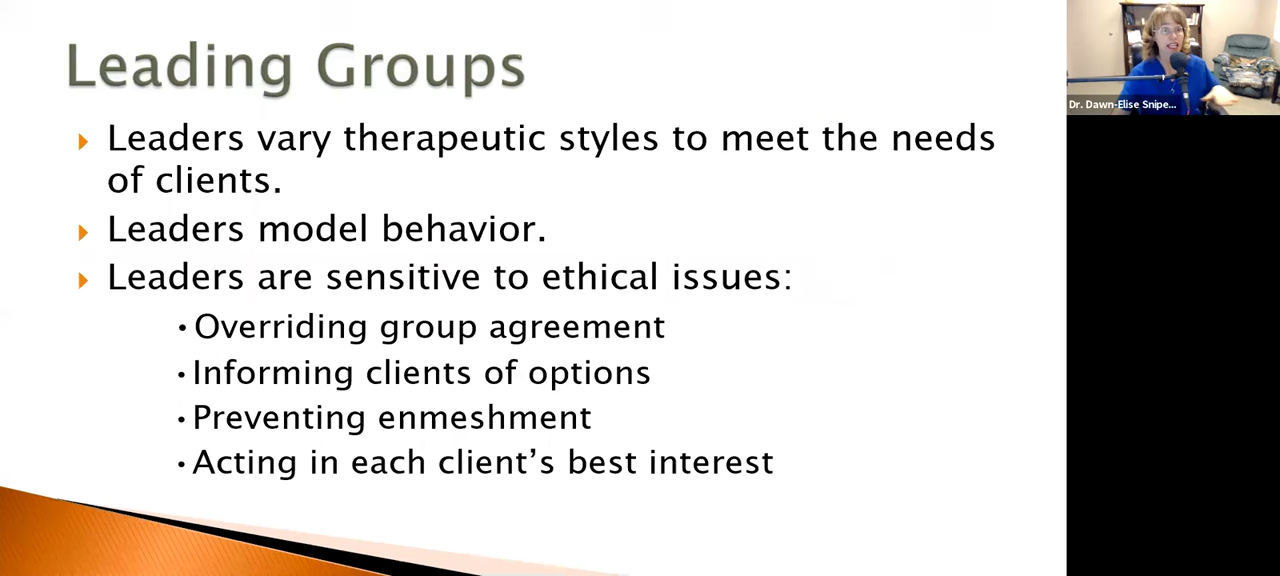 Leading Groups
Leaders vary therapeutic styles to meet the needs
of clients.
Leaders model behavior.
Leaders are sensitive to ethical issues:
• Overriding group agreement
• Informing clients of options
• Preventing enmeshment
• Acting in each client’s best interest
Dr. Dawn-Elise Snipe...